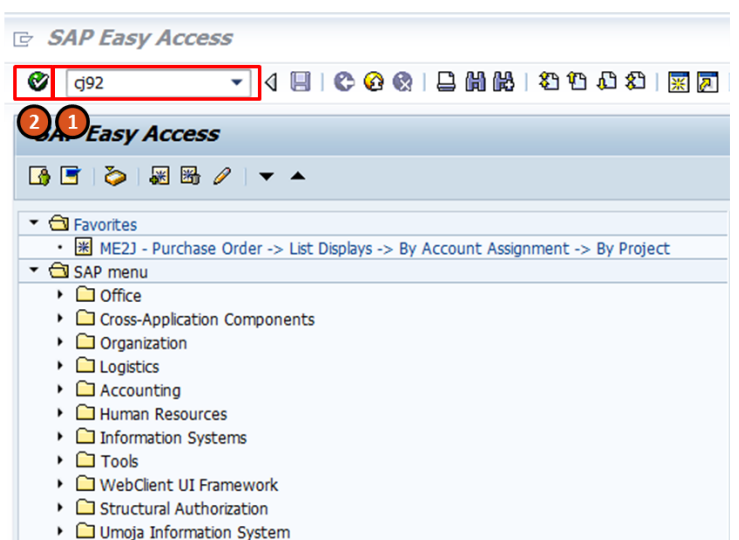 SAP Easy Access
cj92
2 1
SAP Easy Access
Favorites
ME2J - Purchase Order -> List Displays -> By Account Assignment -> By Project
SAP menu
Office
Cross-Application Components
Organization
Logistics
Accounting
Human Resources
Information Systems
Tools
WebClient UI Framework
Structural Authorization
Umoja Information System